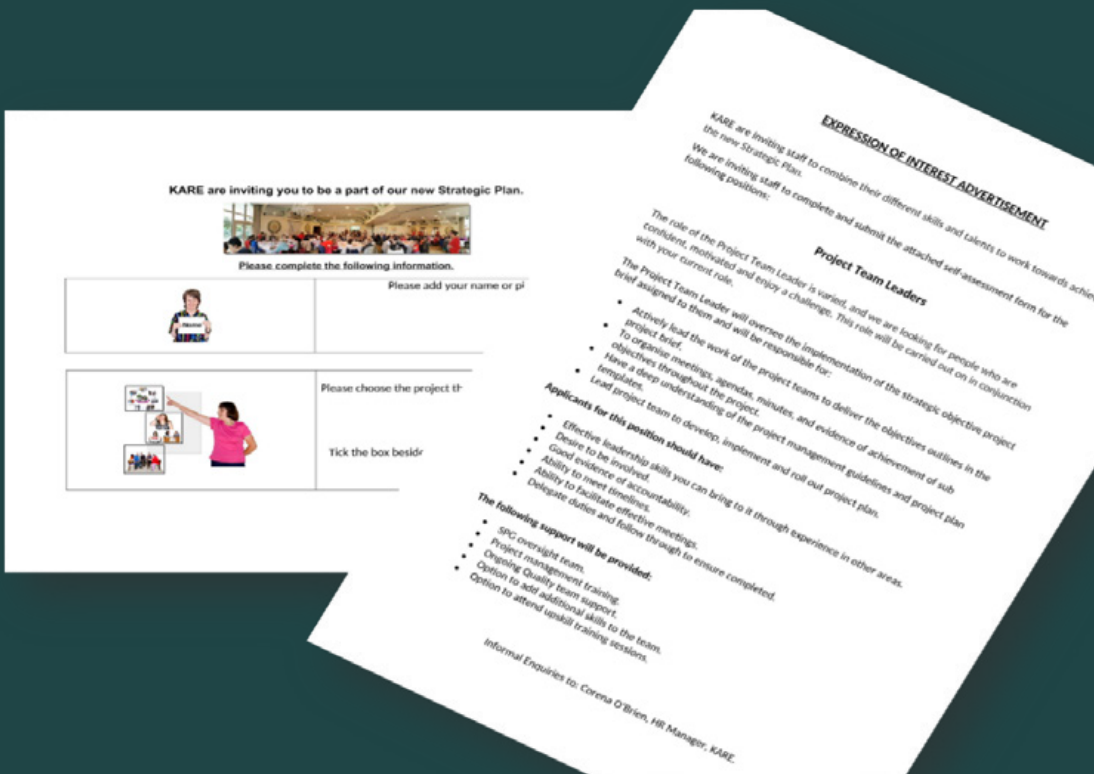 KARE are inviting you to be a part of our new Strategic Plan.
Please complete the following information.
Name
Please add your name or pi
Please choose the project th
Tick the box besid
EXPRESSION OF INTEREST ADVERTISEMENT
KARE are inviting staff to combine their different skills and talents to work towards achie
the new Strategic Plan.
We are inviting staff to complete and submit the attached self-assessment form for the
following positions:
Project Team Leaders
The role of the Project Team Leader is varied, and we are looking for people who are
confident, motivated and enjoy a challenge. This role will be carried out on in conjunction
with your current role.
The Project Team Leader will oversee the implementation of the strategic objective project
brief assigned to them and will be responsible for:
• Actively lead the work of the project teams to deliver the objectives outlines in the
project brief.
• To organise meetings, agendas, minutes, and evidence of achievement of sub
objectives throughout the project.
• Have a deep understanding of the project management guidelines and project plan
templates.
• Lead project team to develop, implement and roll out project plan.
Applicants for this position should have:
• Effective leadership skills you can bring to it through experience in other areas.
• Desire to be involved.
• Good evidence of accountability.
• Ability to meet timelines.
• Ability to facilitate effective meetings.
• Delegate duties and follow through to ensure completed.
The following support will be provided:
• SPG oversight team.
• Project management training.
• Ongoing Quality team support.
• Option to add additional skills to the team.
• Option to attend upskill training sessions.
Informal Enquiries to: Corena O'Brien, HR Manager, KARE.